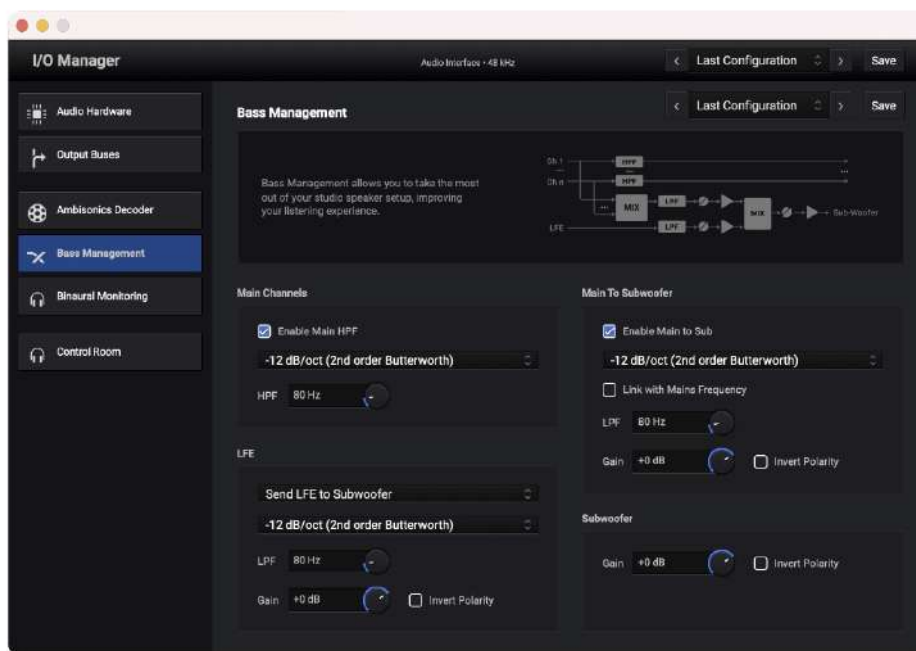 I/O Manager
Audio Interface • 48 kHz
Last Configuration
Save
Audio Hardware
Output Buses
Ambisonics Decoder
Bass Management
Binaural Monitoring
Control Room
Bass Management
Last Configuration
Save
Bass Management allows you to take the most
out of your studio speaker setup, improving
your listening experience.
Ch 1
HPF
...
Ch n
HPF
...
MIX
LPF
MIX
Sub-Woofer
LFE
LPF
Main Channels
Enable Main HPF
-12 dB/oct (2nd order Butterworth)
HPF 80 Hz
LFE
Send LFE to Subwoofer
-12 dB/oct (2nd order Butterworth)
LPF 80 Hz
Gain +0 dB Invert Polarity
Main To Subwoofer
Enable Main to Sub
-12 dB/oct (2nd order Butterworth)
Link with Mains Frequency
LPF 80 Hz
Gain +0 dB Invert Polarity
Subwoofer
Gain +0 dB Invert Polarity